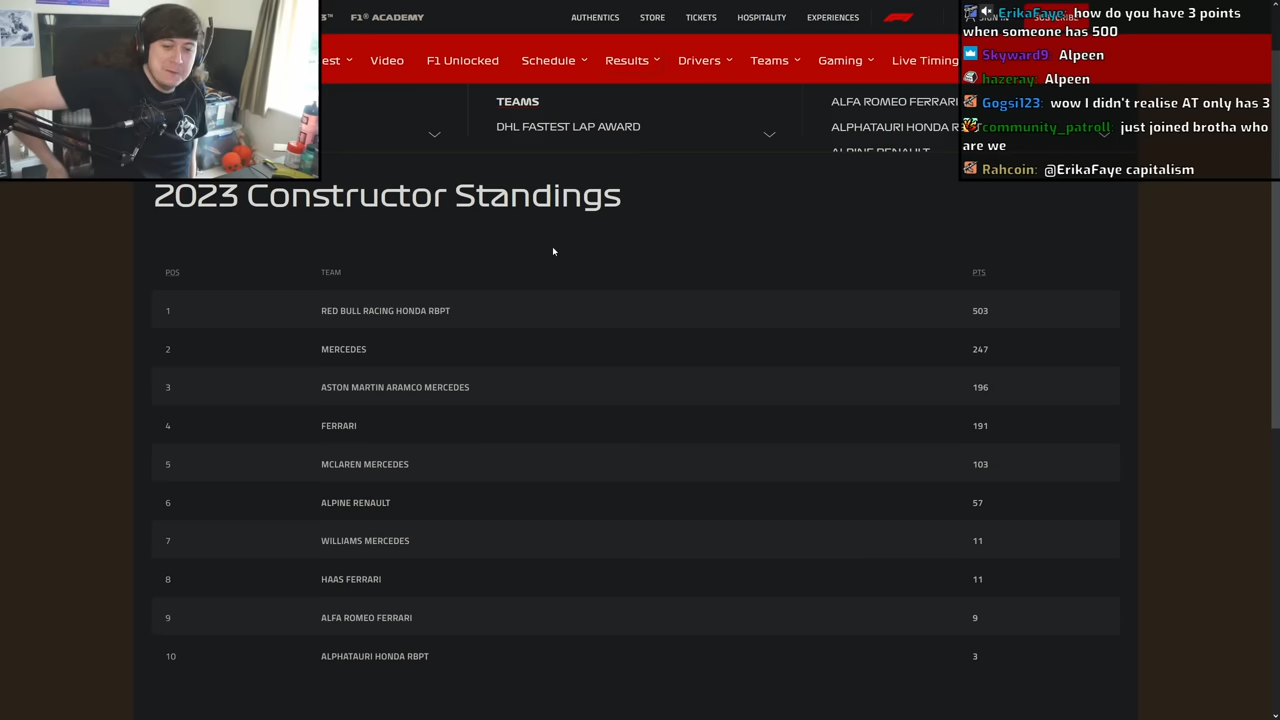 F1® ACADEMY
AUTHENTICS STORE TICKETS HOSPITALITY EXPERIENCES
Video F1 Unlocked Schedule Results Drivers Teams Gaming Live Timing
TEAMS
DHL FASTEST LAP AWARD
ALFA ROMEO FERRARI
ALPHATAURI HONDA
ALPINE RENAULT
ErikaFaye: how do you have 3 points
when someone has 500
Skyward9: Alpeen
hazeray: Alpeen
Gogsi123: wow I didn't realise AT only has 3
community_patroll: just joined brotha who
are we
Rahcoin: @ErikaFaye capitalism
2023 Constructor Standings
POS TEAM PTS
1 RED BULL RACING HONDA RBPT 503
2 MERCEDES 247
3 ASTON MARTIN ARAMCO MERCEDES 196
4 FERRARI 191
5 MCLAREN MERCEDES 103
6 ALPINE RENAULT 57
7 WILLIAMS MERCEDES 11
8 HAAS FERRARI 11
9 ALFA ROMEO FERRARI 9
10 ALPHATAURI HONDA RBPT 3